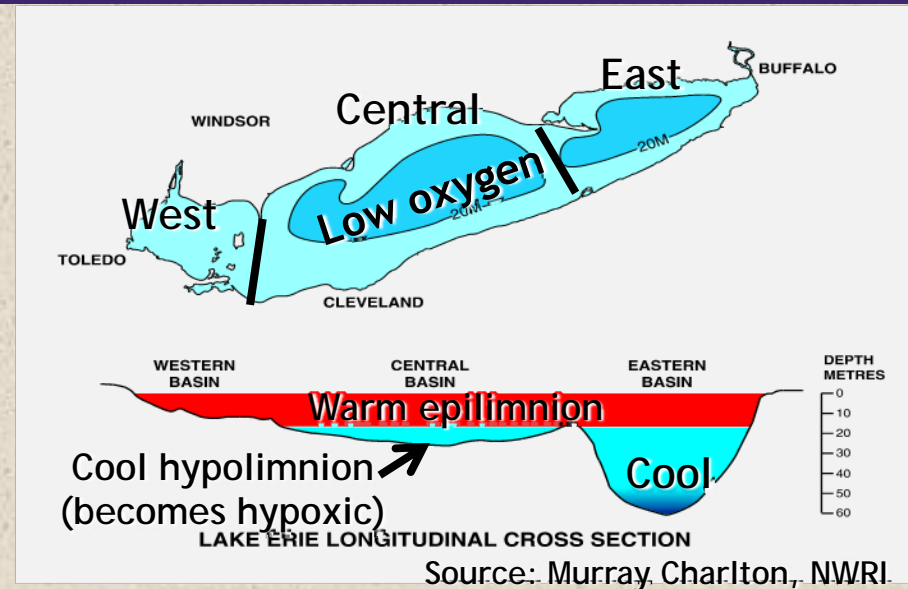 East
BUFFALO
Central
WINDSOR
20M
Low oxygen
20M
West
TOLEDO
CLEVELAND
WESTERN
BASIN
CENTRAL
BASIN
EASTERN
BASIN
DEPTH
METRES
0
10
20
30
40
50
60
Warm epilimnion
Cool hypolimnion
(becomes hypoxic)
Cool
LAKE ERIE LONGITUDINAL CROSS SECTION
Source: Murray Charlton, NWRI